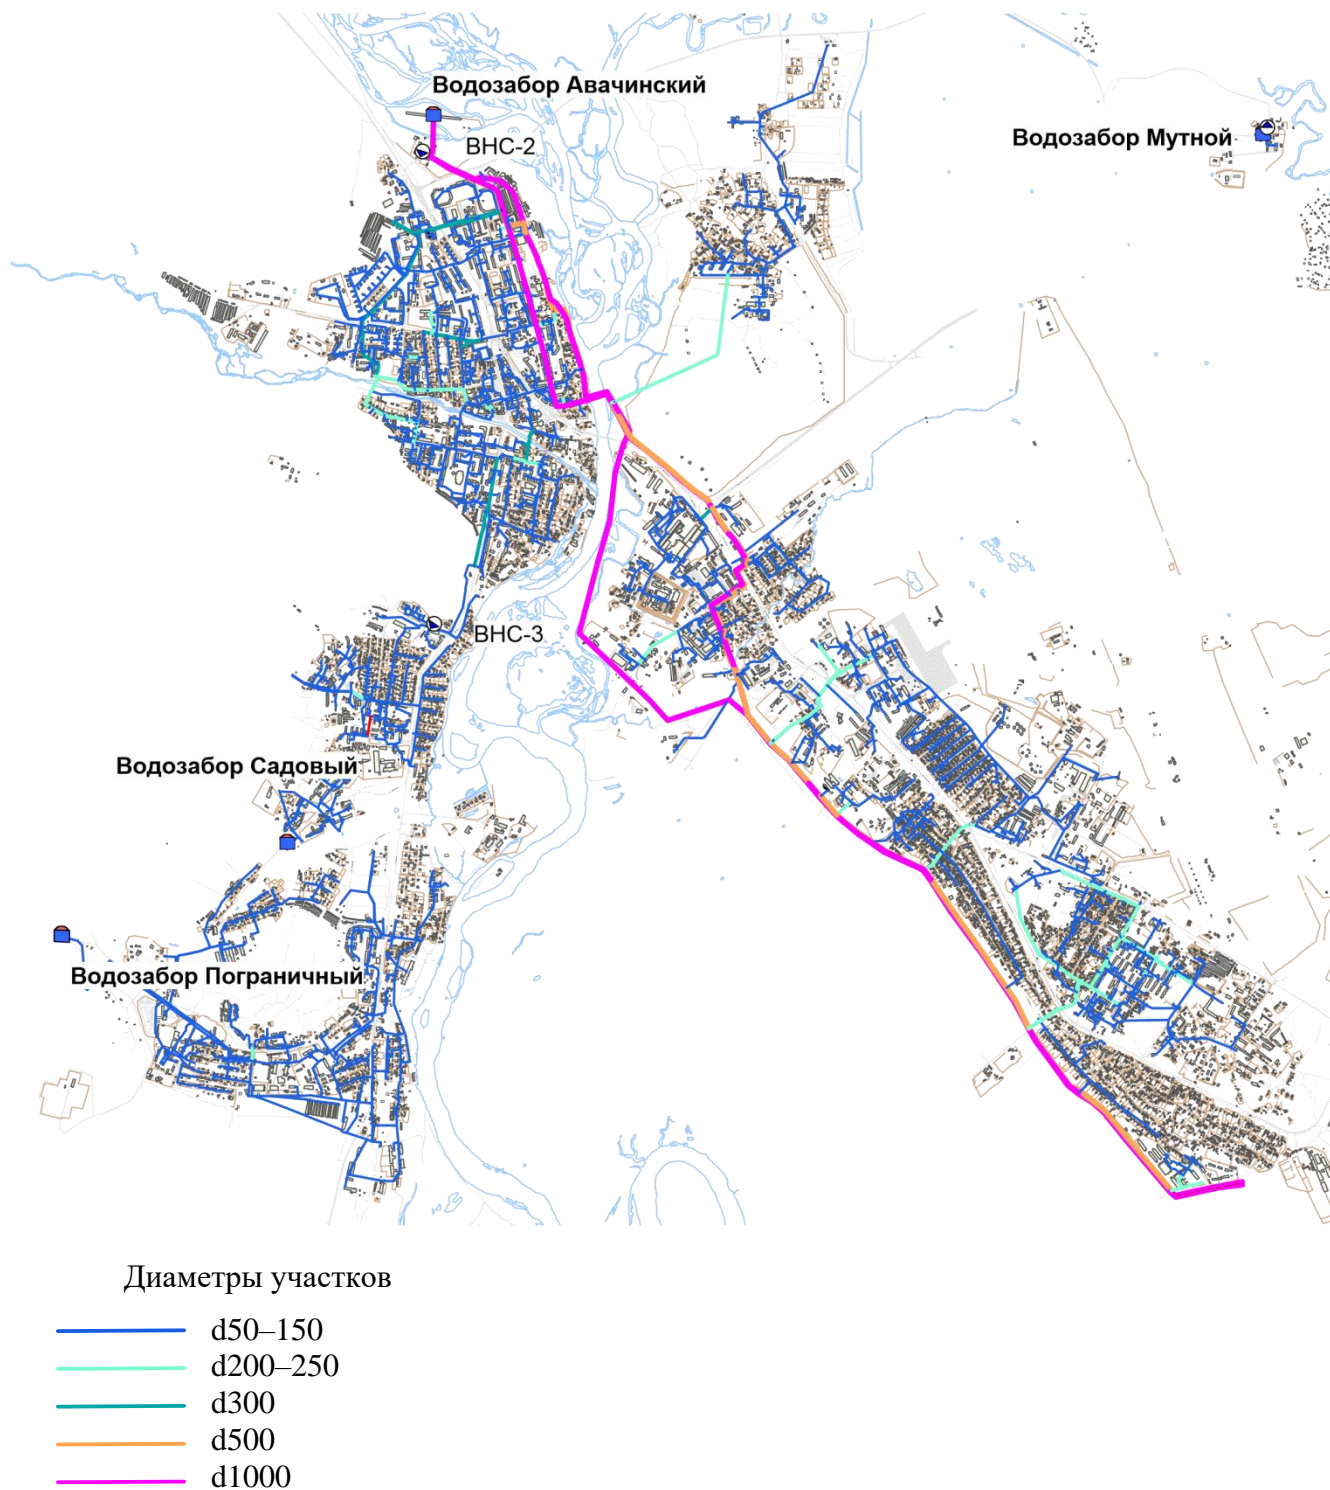 Водозабор Авачинский
ВНС-2
Водозабор Мутной
ВНС-3
Водозабор Садовый
Водозабор Пограничный
Диаметры участков
d50–150
d200–250
d300
d500
d1000